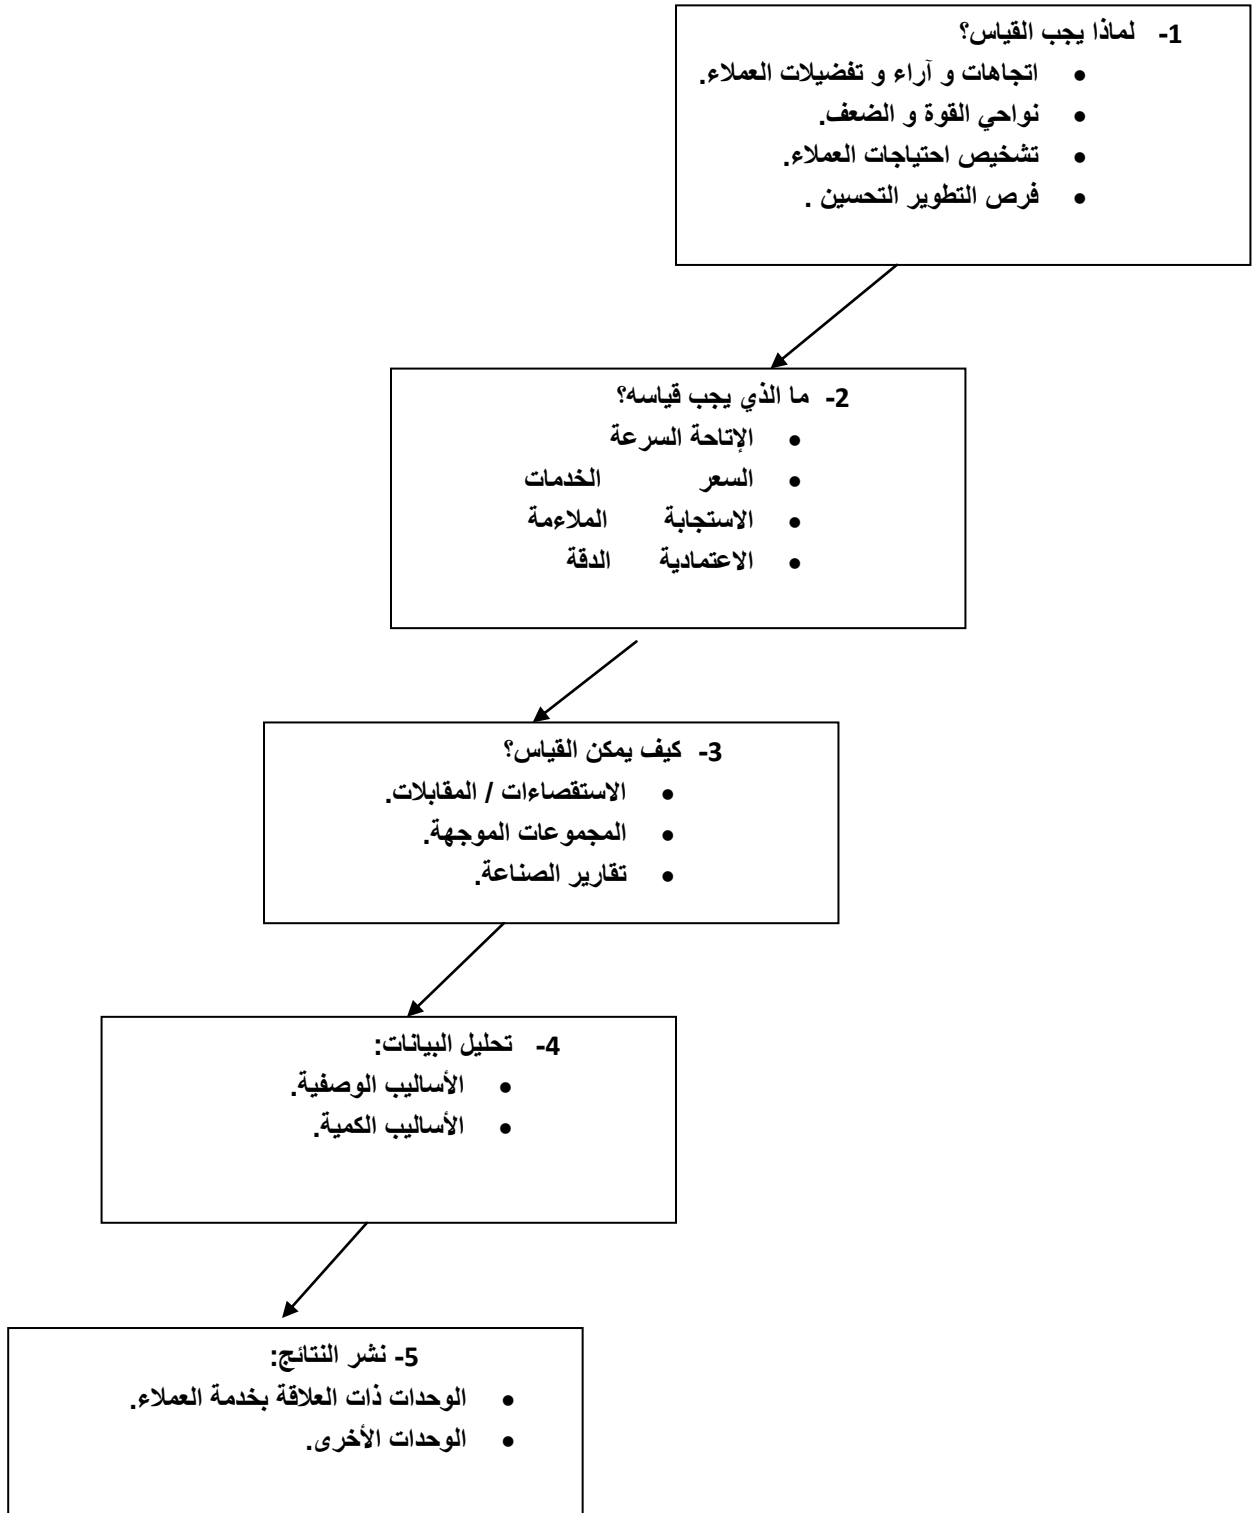 1- لماذا يجب القياس؟
• اتجاهات و آراء و تفضيلات العملاء.
• نواحي القوة و الضعف.
• تشخيص احتياجات العملاء.
• فرص التطوير التحسين .
2- ما الذي يجب قياسه؟
• الإتاحة السرعة
• السعر الخدمات
• الاستجابة الملاءمة
• الاعتمادية الدقة
3- كيف يمكن القياس؟
• الاستقصاءات / المقابلات.
• المجموعات الموجهة.
• تقارير الصناعة.
4- تحليل البيانات:
• الأساليب الوصفية.
• الأساليب الكمية.
5- نشر النتائج:
• الوحدات ذات العلاقة بخدمة العملاء.
• الوحدات الأخرى.